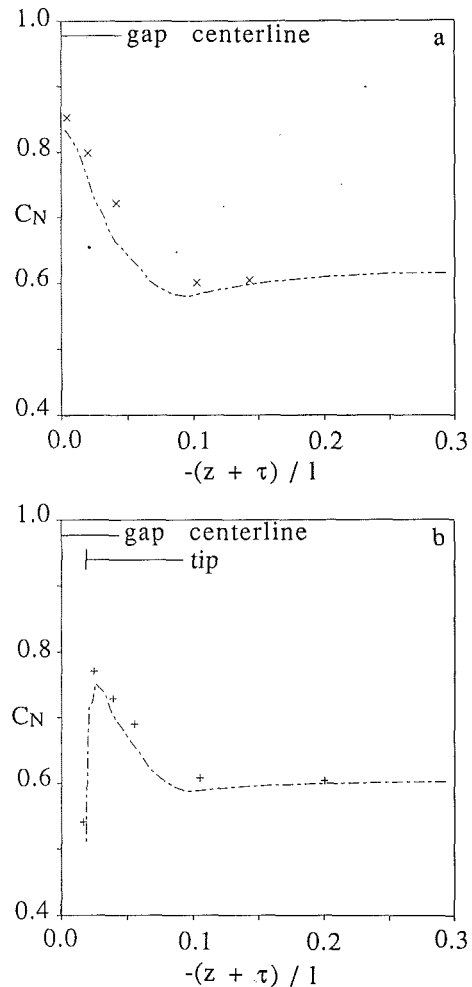 1.0
gap centerline
a
0.8
CN
0.6
0.4
0.0 0.1 0.2 0.3
-(z + τ) / l
1.0
gap centerline
b
tip
0.8
CN
0.6
0.4
0.0 0.1 0.2 0.3
-(z + τ) / l